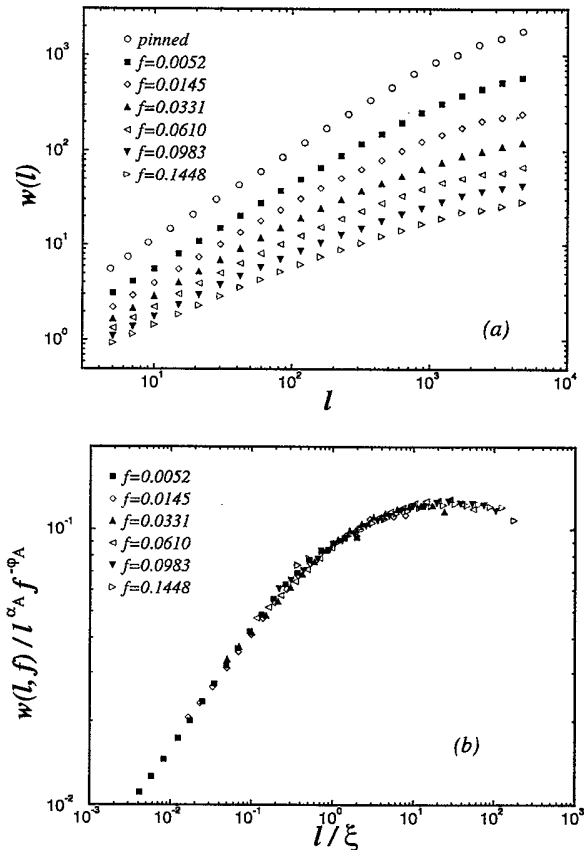 (a)
w(l)
10³
10²
10¹
10⁰
pinned
f=0.0052
f=0.0145
f=0.0331
f=0.0610
f=0.0983
f=0.1448
10¹ 10² 10³ 10⁴
l
(b)
w(l, f) / l^{α_A} f^{-φ_A}
10⁻¹
10⁻²
f=0.0052
f=0.0145
f=0.0331
f=0.0610
f=0.0983
f=0.1448
10⁻³ 10⁻² 10⁻¹ 10⁰ 10¹ 10² 10³
l / ξ